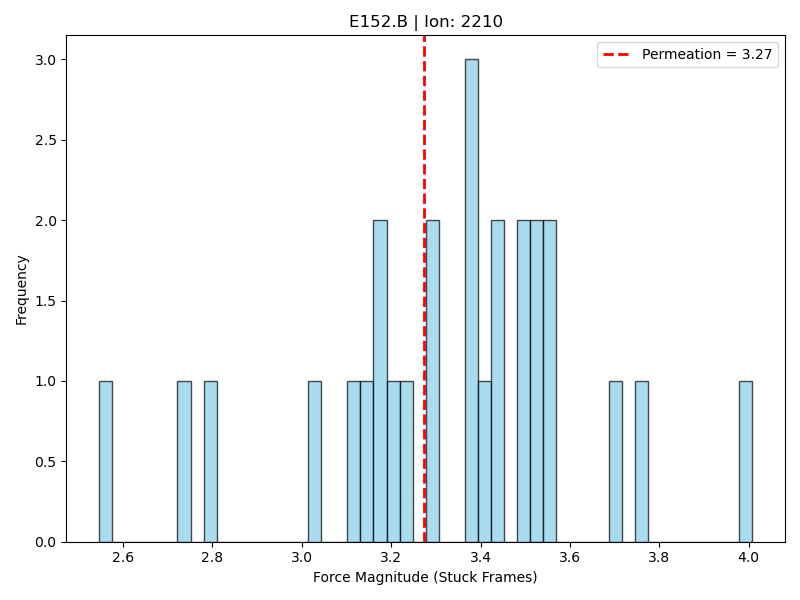 E152.B | Ion: 2210
Permeation = 3.27
3.0
2.5
2.0
1.5
1.0
0.5
0.0
Frequency
2.6 2.8 3.0 3.2 3.4 3.6 3.8 4.0
Force Magnitude (Stuck Frames)